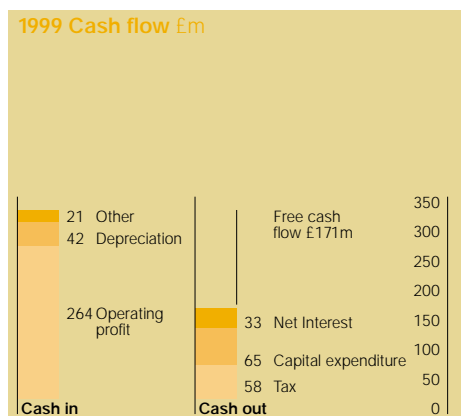 1999 Cash flow £m
21 Other
42 Depreciation
264 Operating
profit
Cash in
Free cash
flow £171m
33 Net Interest
65 Capital expenditure
58 Tax
Cash out
350
300
250
200
150
100
50
0